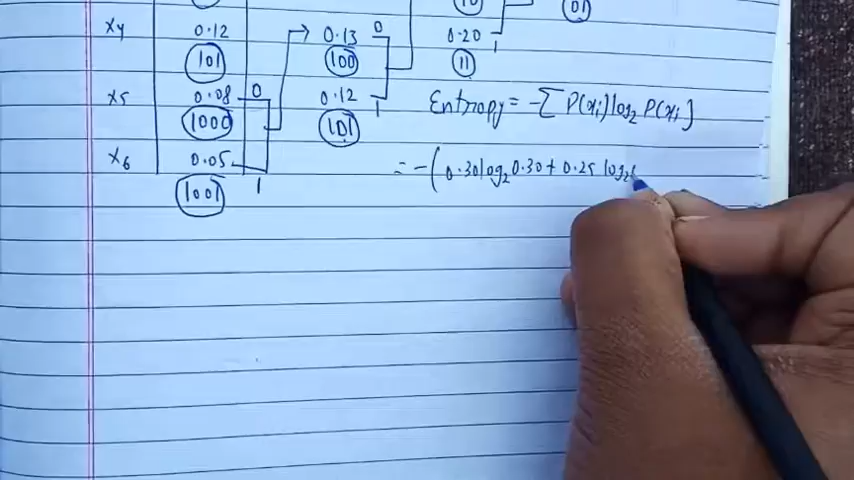 x4 0.12 0.13 0 0.20
101 100 11 01
1
x5 0.08 0 0.12 1 Entropy = -∑ P(xi) log2 P(xi)
1000 101
x6 0.05 = -(0.30 log2 0.30 + 0.25 log2
1001 1